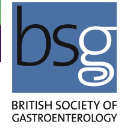 bsg
BRITISH SOCIETY OF
GASTROENTEROLOGY